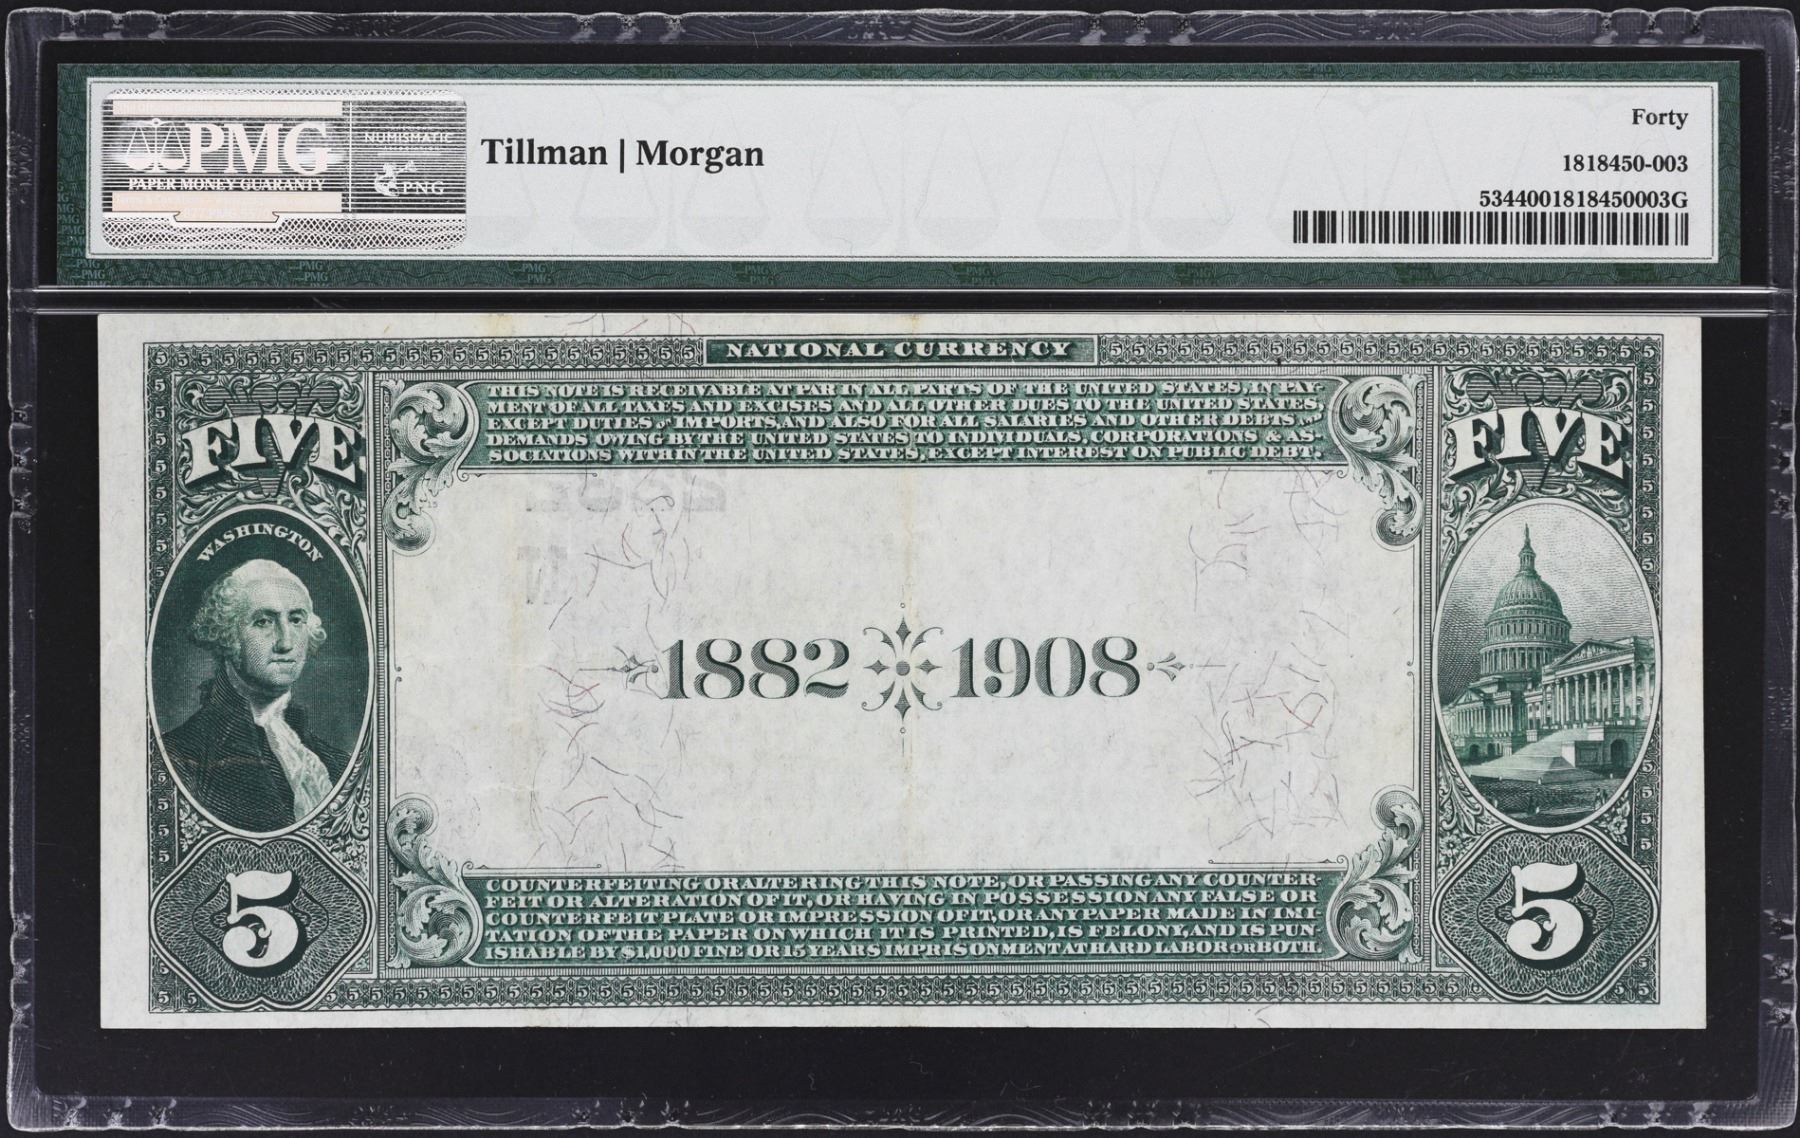 PMG
PAPER MONEY GUARANTY
NUMISMATIC
PNG
Tillman | Morgan
Forty
1818450-003
5344001818450003G
NATIONAL CURRENCY
THIS NOTE IS RECEIVABLE AT PAR IN ALL PARTS OF THE UNITED STATES, IN PAY-
MENT OF ALL TAXES AND EXCISES AND ALL OTHER DUES TO THE UNITED STATES,
EXCEPT DUTIES ON IMPORTS, AND ALSO FOR ALL SALARIES AND OTHER DEBTS AND
DEMANDS OWING BY THE UNITED STATES TO INDIVIDUALS, CORPORATIONS & AS-
SOCIATIONS WITHIN THE UNITED STATES, EXCEPT INTEREST ON PUBLIC DEBT.
FIVE
FIVE
WASHINGTON
1882 1908
5
5
COUNTERFEITING OR ALTERING THIS NOTE, OR PASSING ANY COUNTER-
FEIT OR ALTERATION OF IT, OR HAVING IN POSSESSION ANY FALSE OR
COUNTERFEIT PLATE OR IMPRESSION OF IT, OR ANY PAPER MADE IN IMI-
TATION OF THE PAPER ON WHICH IT IS PRINTED, IS FELONY, AND IS PUN-
ISHABLE BY $1,000 FINE OR 15 YEARS IMPRISONMENT AT HARD LABOR OR BOTH.